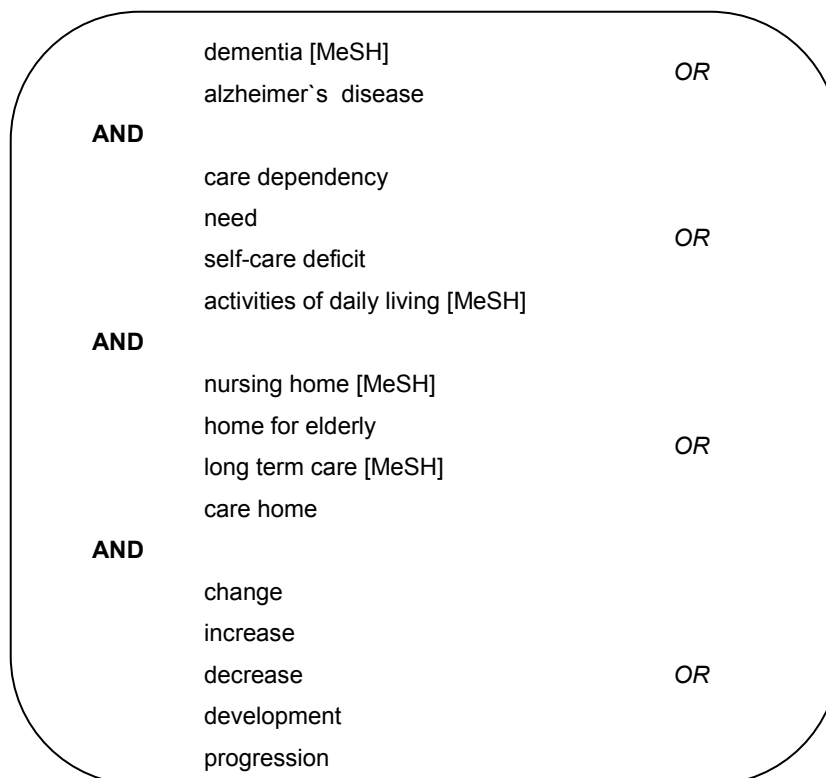 dementia [MeSH]
OR
alzheimer`s disease
AND
care dependency
need
OR
self-care deficit
activities of daily living [MeSH]
AND
nursing home [MeSH]
home for elderly
OR
long term care [MeSH]
care home
AND
change
increase
decrease OR
development
progression